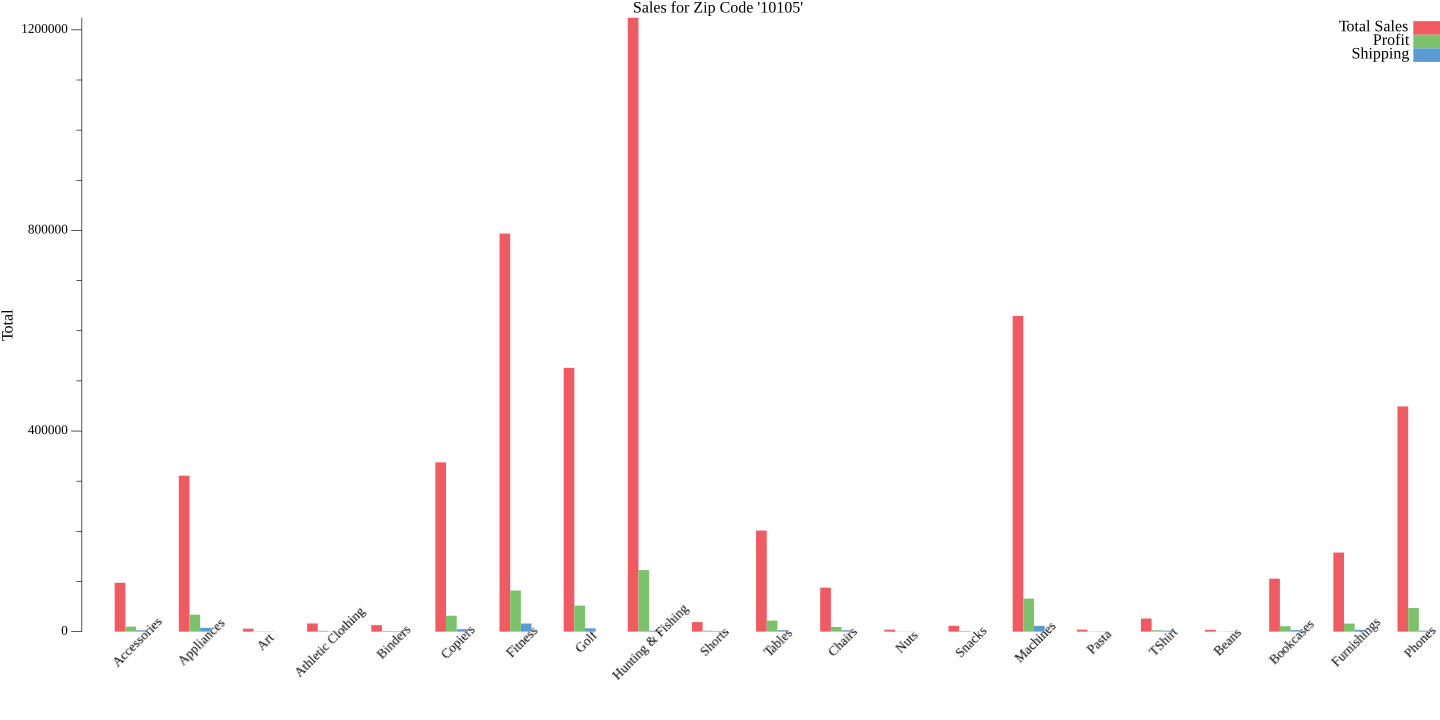 Sales for Zip Code '10105'
Total Sales
Profit
Shipping
1200000
800000
400000
0
Total
Accessories
Appliances
Art
Athletic Clothing
Binders
Copiers
Fitness
Golf
Hunting & Fishing
Shorts
Tables
Chairs
Nuts
Snacks
Machines
Pasta
TShirt
Beans
Bookcases
Furnishings
Phones